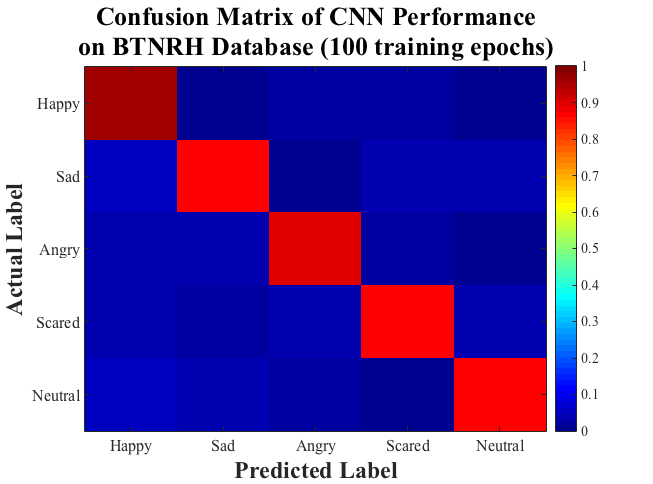 Confusion Matrix of CNN Performance
on BTNRH Database (100 training epochs)
Actual Label
Happy
Sad
Angry
Scared
Neutral
Happy Sad Angry Scared Neutral
Predicted Label
1
0.9
0.8
0.7
0.6
0.5
0.4
0.3
0.2
0.1
0